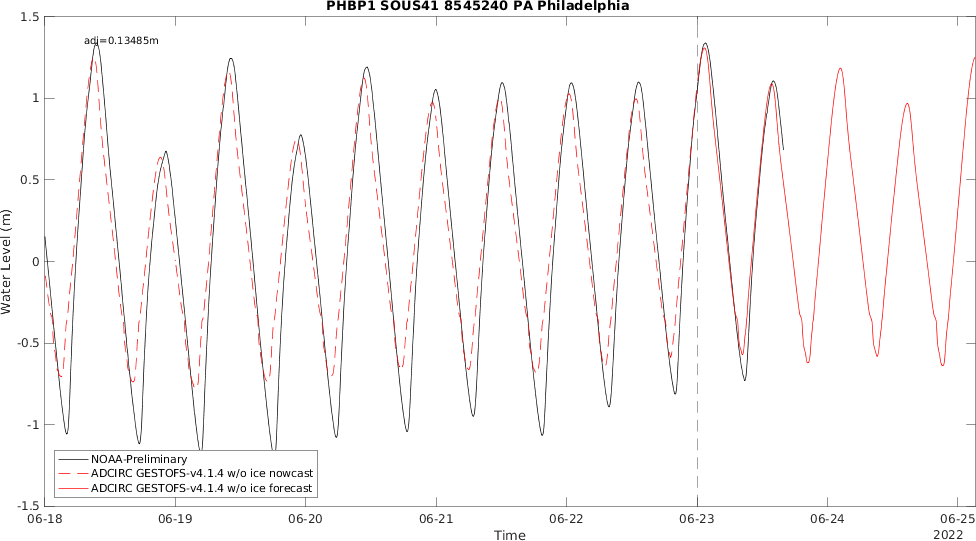 PHBP1 SOUS41 8545240 PA Philadelphia
1.5
adj=0.13485m
1
0.5
0
-0.5
-1
-1.5
Water Level (m)
NOAA-Preliminary
ADCIRC GESTOFS-v4.1.4 w/o ice nowcast
ADCIRC GESTOFS-v4.1.4 w/o ice forecast
06-18 06-19 06-20 06-21 06-22 06-23 06-24 06-25
Time
2022